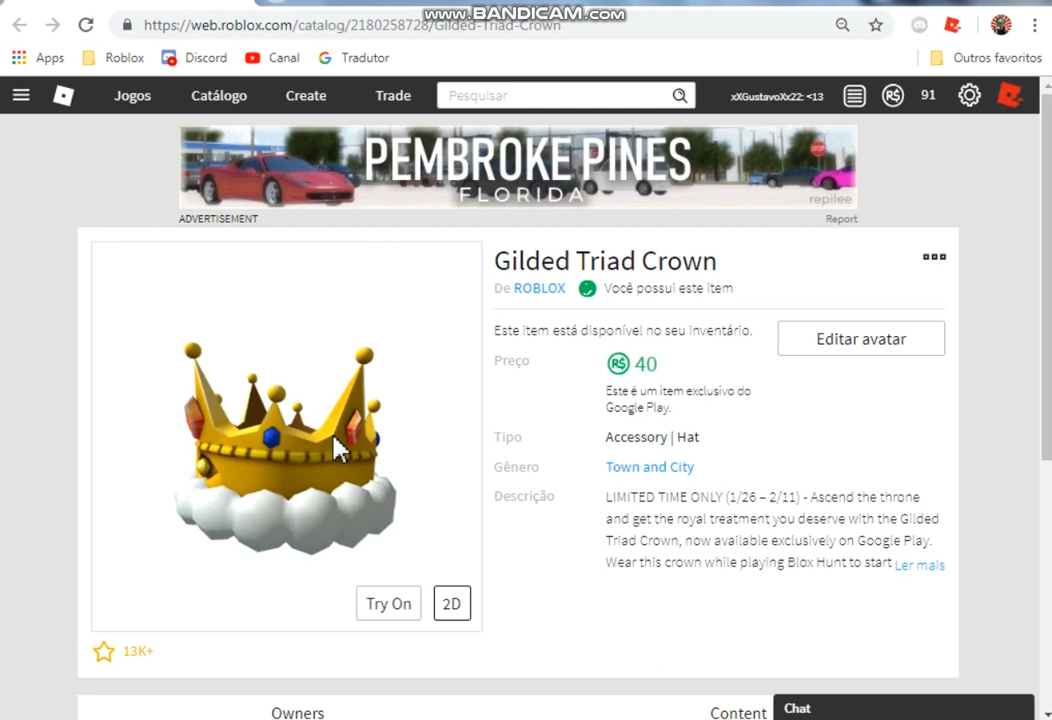 www.BANDICAM.com
https://web.roblox.com/catalog/2180258728/Gilded-Triad-Crown
Apps Roblox Discord Canal Tradutor Outros favoritos
Jogos Catálogo Create Trade Pesquisar xXGustavoXx22: <13 R$ 91
PEMBROKE PINES
FLORIDA
STOP
repilee
ADVERTISEMENT Report
Gilded Triad Crown
De ROBLOX Você possui este item
Este item está disponível no seu inventário. Editar avatar
Preço R$ 40
Este é um item exclusivo do
Google Play.
Tipo Accessory | Hat
Gênero Town and City
Descrição LIMITED TIME ONLY (1/26 – 2/11) - Ascend the throne
and get the royal treatment you deserve with the Gilded
Triad Crown, now available exclusively on Google Play.
Wear this crown while playing Blox Hunt to start Ler mais
Try On 2D
13K+
Owners Content
Chat